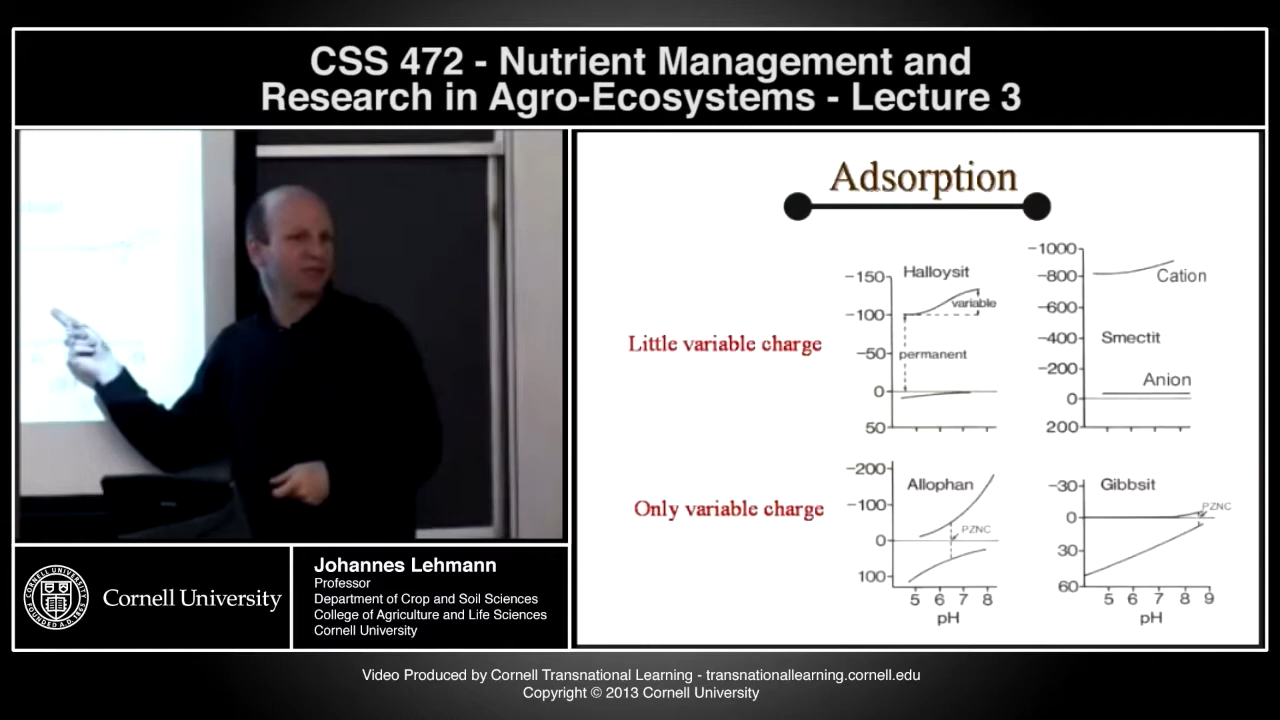 CSS 472 - Nutrient Management and
Research in Agro-Ecosystems - Lecture 3
Adsorption
Little variable charge
Halloysit
-150
-100
-50
0
50
variable
permanent
-1000
-800
-600
-400
-200
0
200
Cation
Smectit
Anion
Only variable charge
Allophan
-200
-100
0
100
PZNC
5 6 7 8
pH
Gibbsit
-30
0
30
60
PZNC
5 6 7 8 9
pH
Cornell University
Johannes Lehmann
Professor
Department of Crop and Soil Sciences
College of Agriculture and Life Sciences
Cornell University
Video Produced by Cornell Transnational Learning - transnationallearning.cornell.edu
Copyright © 2013 Cornell University